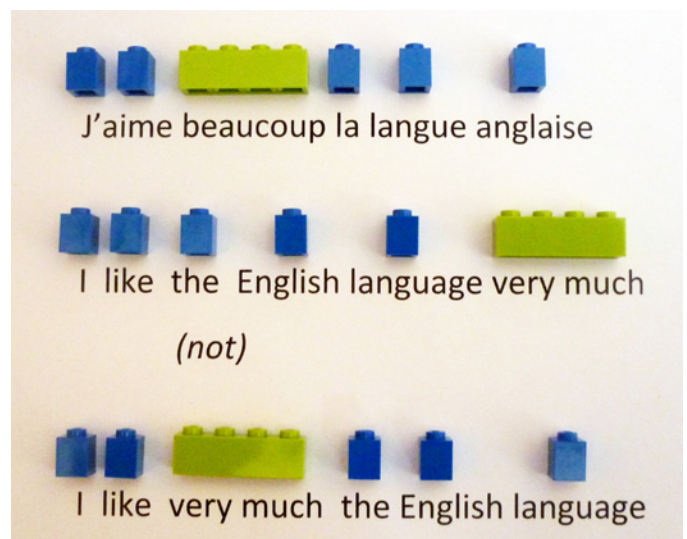 J'aime beaucoup la langue anglaise
I like the English language very much
(not)
I like very much the English language